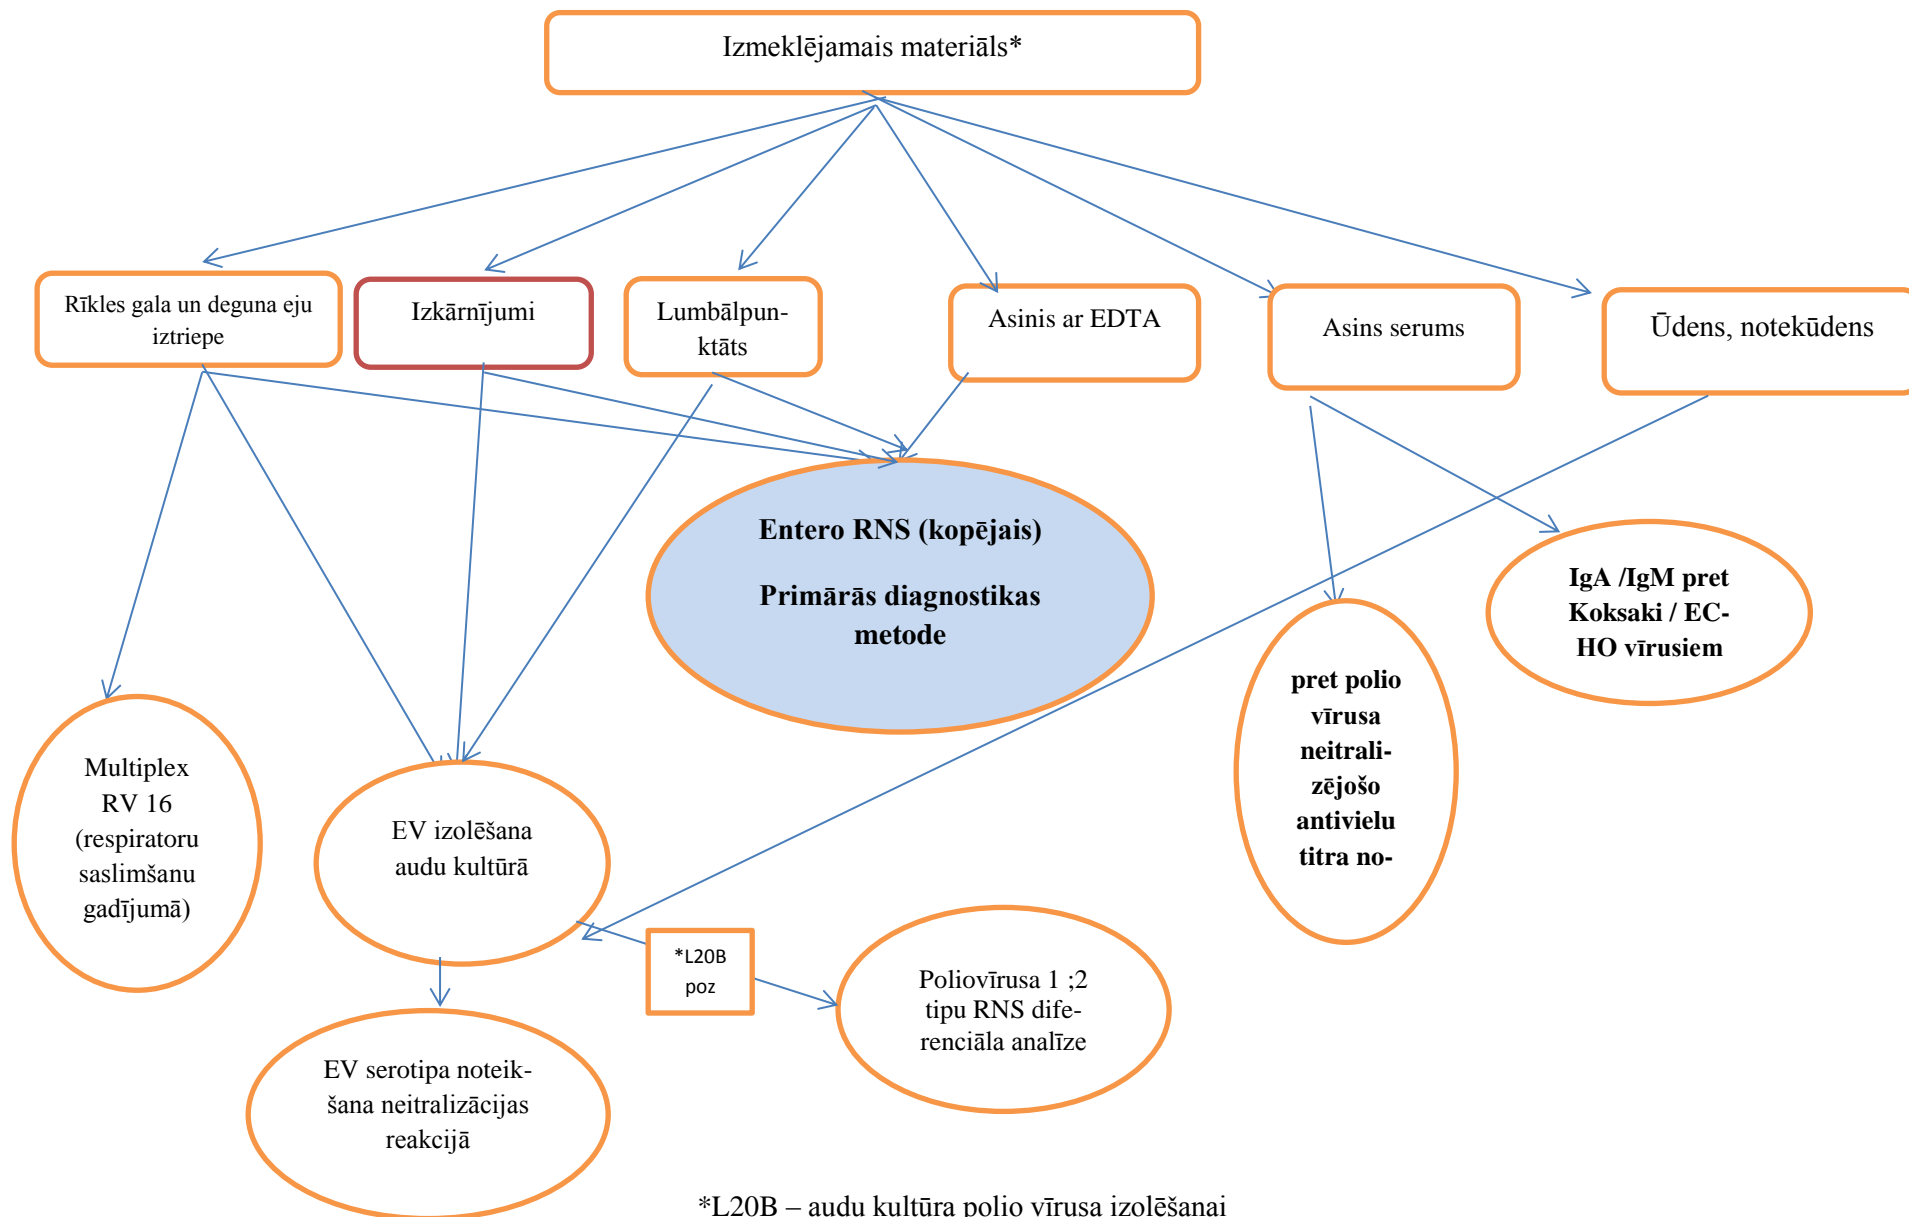 Izmeklējamais materiāls*
Rīkles gala un deguna eju
iztriepe
Izkārnījumi
Lumbālpun-
ktāts
Asinis ar EDTA
Asins serums
Ūdens, notekūdens
Entero RNS (kopējais)
Primārās diagnostikas
metode
IgA /IgM pret
Koksaki / EC-
HO vīrusiem
pret polio
vīrusa
neitrali-
zējošo
antivielu
titra no-
Multiplex
RV 16
(respiratoru
saslimšanu
gadījumā)
EV izolēšana
audu kultūrā
*L20B
poz
Poliovīrusa 1 ;2
tipu RNS dife-
renciāla analīze
EV serotipa noteik-
šana neitralizācijas
reakcijā
*L20B – audu kultūra polio vīrusa izolēšanai